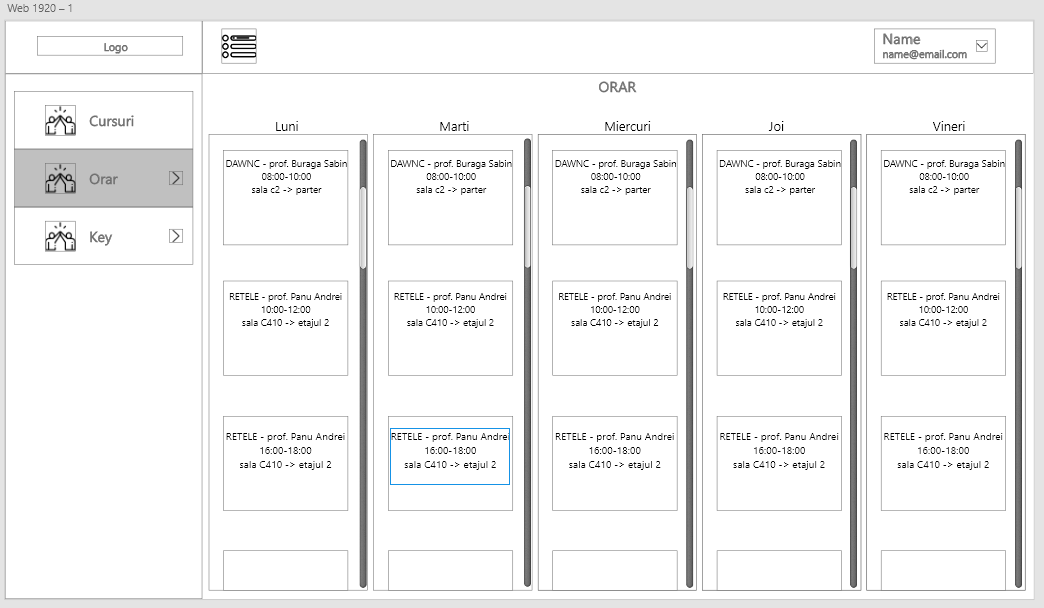 Web 1920 – 1
Logo
Name
name@email.com
Cursuri
Orar
Key
ORAR
Luni
DAWNC - prof. Buraga Sabin
08:00-10:00
sala c2 -> parter
RETELE - prof. Panu Andrei
10:00-12:00
sala C410 -> etajul 2
RETELE - prof. Panu Andrei
16:00-18:00
sala C410 -> etajul 2
Marti
DAWNC - prof. Buraga Sabin
08:00-10:00
sala c2 -> parter
RETELE - prof. Panu Andrei
10:00-12:00
sala C410 -> etajul 2
RETELE - prof. Panu Andrei
16:00-18:00
sala C410 -> etajul 2
Miercuri
DAWNC - prof. Buraga Sabin
08:00-10:00
sala c2 -> parter
RETELE - prof. Panu Andrei
10:00-12:00
sala C410 -> etajul 2
RETELE - prof. Panu Andrei
16:00-18:00
sala C410 -> etajul 2
Joi
DAWNC - prof. Buraga Sabin
08:00-10:00
sala c2 -> parter
RETELE - prof. Panu Andrei
10:00-12:00
sala C410 -> etajul 2
RETELE - prof. Panu Andrei
16:00-18:00
sala C410 -> etajul 2
Vineri
DAWNC - prof. Buraga Sabin
08:00-10:00
sala c2 -> parter
RETELE - prof. Panu Andrei
10:00-12:00
sala C410 -> etajul 2
RETELE - prof. Panu Andrei
16:00-18:00
sala C410 -> etajul 2